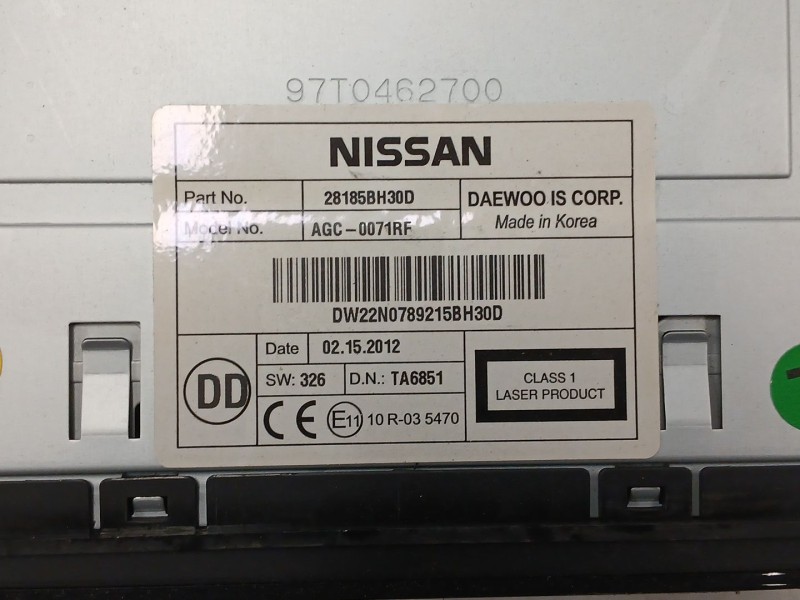 97T0462700
NISSAN
Part No. 28185BH30D DAEWOO IS CORP.
Model No. AGC-0071RF Made in Korea
DW22N0789215BH30D
DD
Date 02.15.2012
SW: 326 D.N.: TA6851
CE E11 10 R-03 5470
CLASS 1
LASER PRODUCT